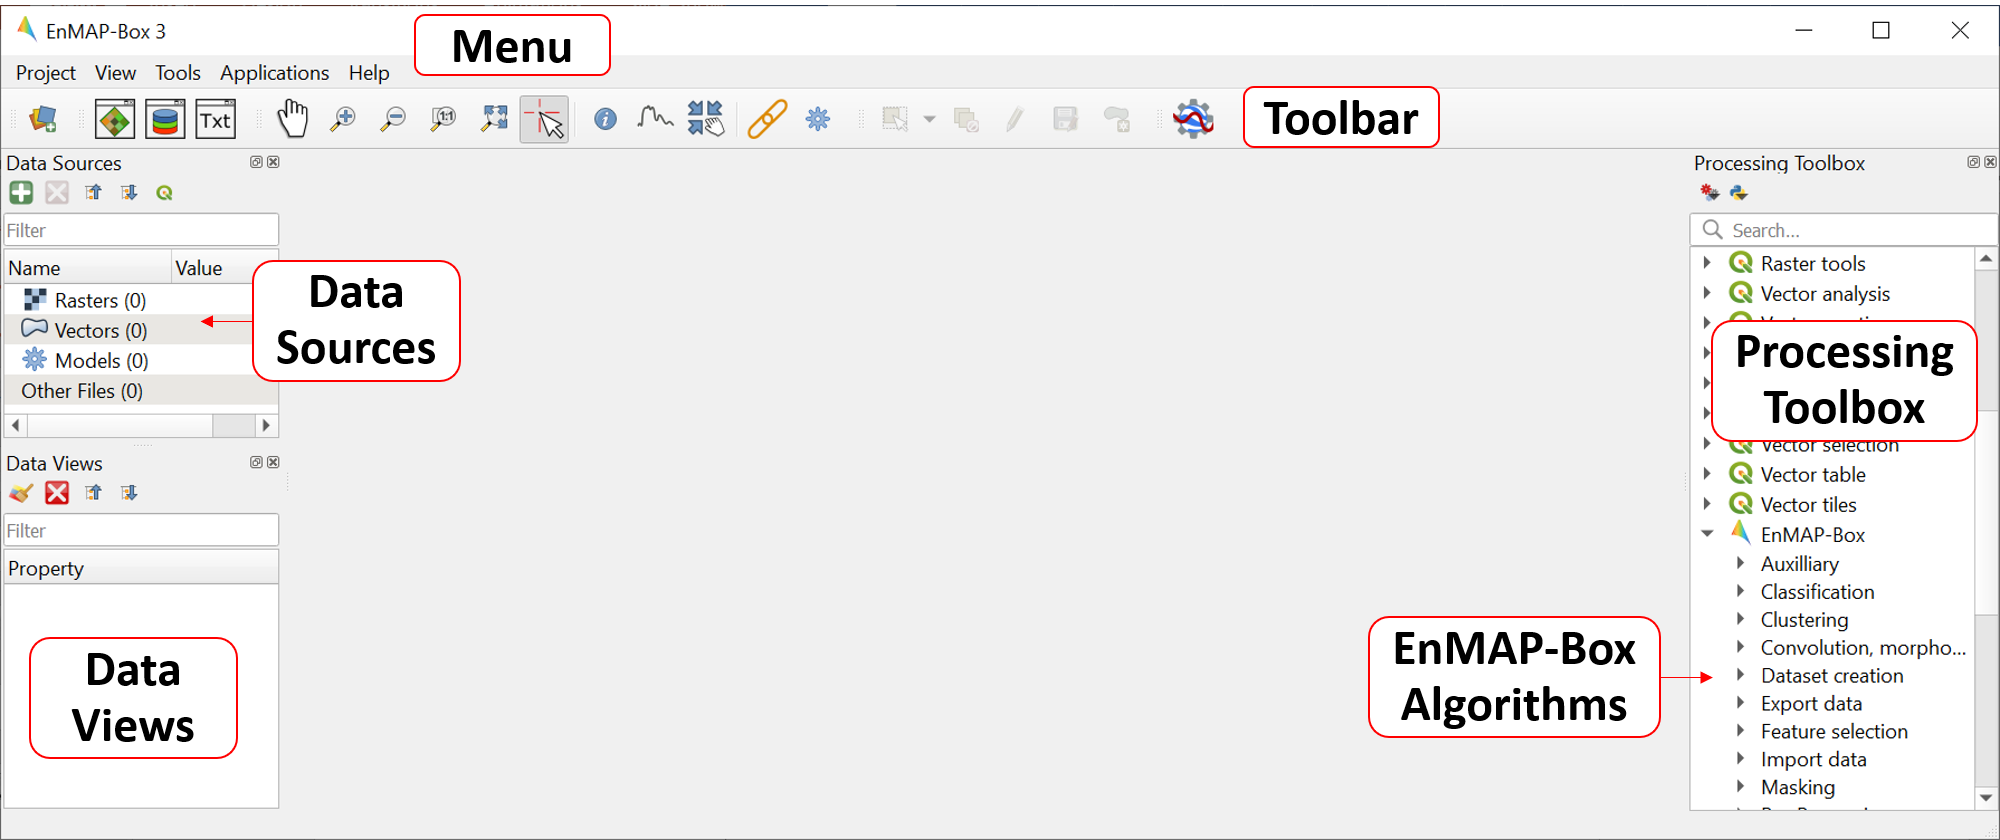 EnMAP-Box 3
Menu
Project View Tools Applications Help
1:1
Txt
Toolbar
Data Sources
Filter
Name Value
Rasters (0)
Vectors (0)
Models (0)
Other Files (0)
Data
Sources
Data Views
Filter
Property
Data
Views
Processing Toolbox
Search...
Raster tools
Vector analysis
Processing
Toolbox
Vector selection
Vector table
Vector tiles
EnMAP-Box
Auxilliary
Classification
Clustering
Convolution, morpho...
Dataset creation
Export data
Feature selection
Import data
Masking
EnMAP-Box
Algorithms